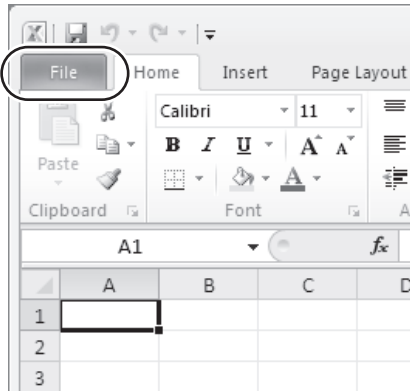 File Home Insert Page Layout
Calibri 11
B I U A A
Paste A
Clipboard Font A
A1 fx
A B C D
1
2
3